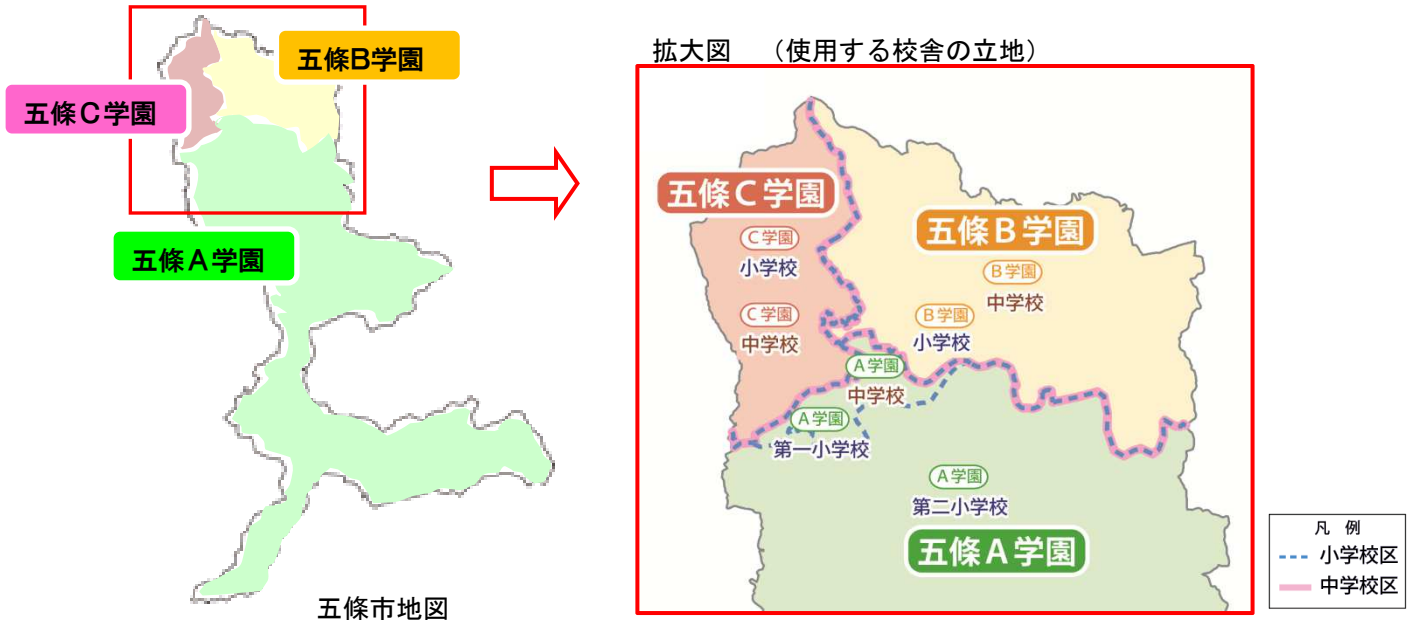 五條B学園
五條C学園
五條A学園
五條市地図
拡大図 (使用する校舎の立地)
五條C学園
C学園
小学校
C学園
中学校
五條B学園
B学園
中学校
B学園
小学校
A学園
中学校
A学園
第一小学校
A学園
第二小学校
五條A学園
凡 例
小学校区
中学校区